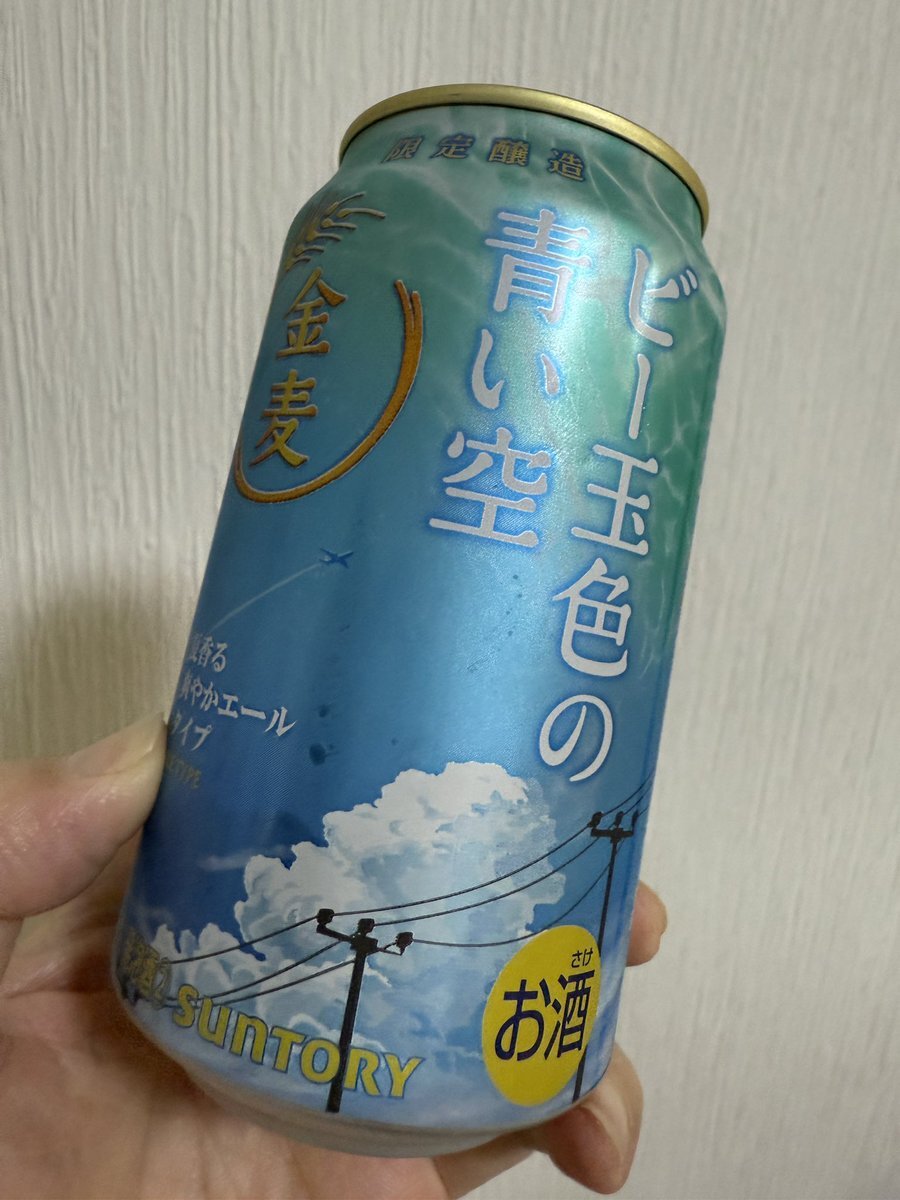 限定醸造
ビー玉色の
青い空
金麦
香る
爽やかエール
タイプ
SUNTORY
さけ
お酒